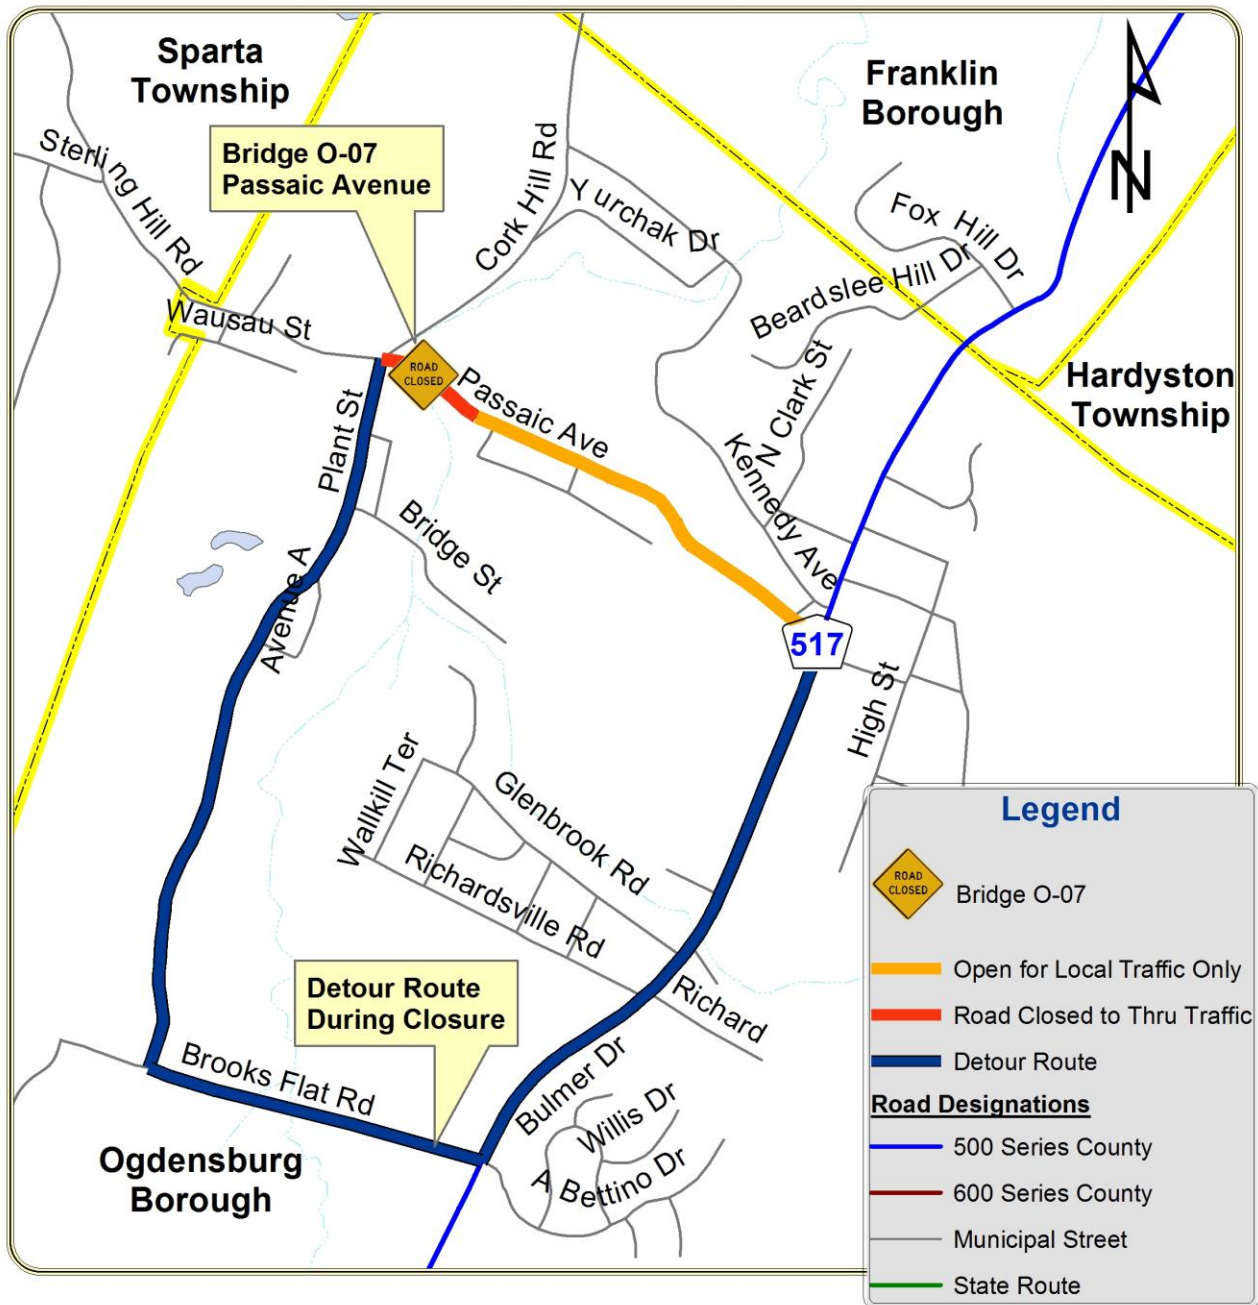 Sparta
Township
Franklin
Borough
Bridge O-07
Passaic Avenue
N
Sterling Hill Rd
Cork Hill Rd
Yurchak Dr
Fox Hill Dr
Beardslee Hill Dr
Wausau St
ROAD
CLOSED
Passaic Ave
N Clark St
Hardyston
Township
Plant St
Kennedy Ave
Bridge St
Avenue A
517
High St
Wallkill Ter
Glenbrook Rd
Richardsville Rd
Richard
Detour Route
During Closure
Brooks Flat Rd
Bulmer Dr
Willis Dr
A Bettino Dr
Ogdensburg
Borough
Legend
ROAD
CLOSED
Bridge O-07
Open for Local Traffic Only
Road Closed to Thru Traffic
Detour Route
Road Designations
500 Series County
600 Series County
Municipal Street
State Route